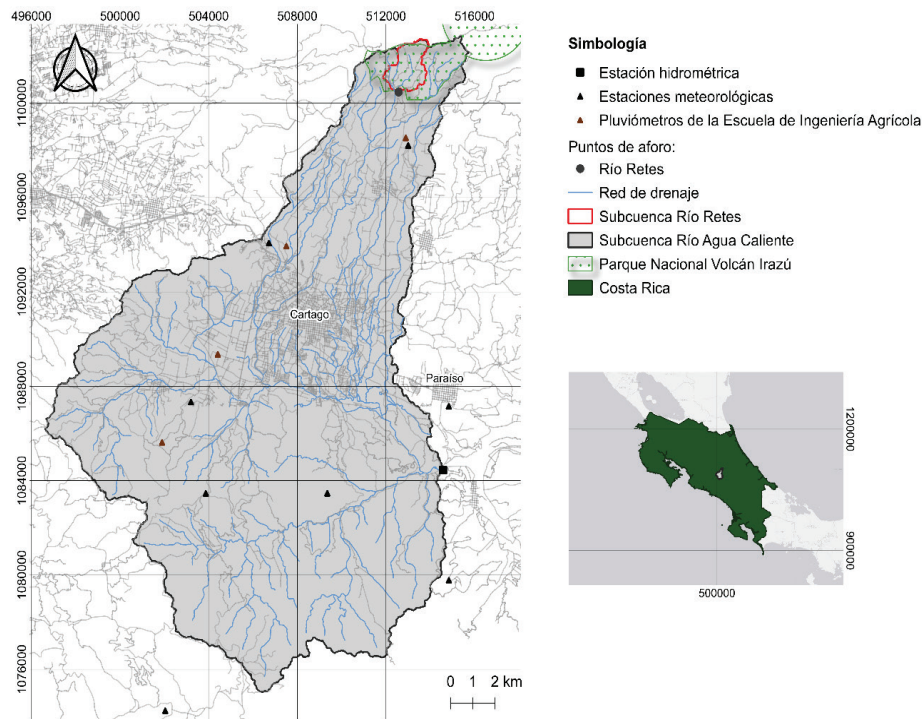 496000 500000 504000 508000 512000 516000
1100000
1096000
1092000
1088000
1084000
1080000
1076000
Cartago
Paraíso
0 1 2 km
Simbología
Estación hidrométrica
Estaciones meteorológicas
Pluviómetros de la Escuela de Ingeniería Agrícola
Puntos de aforo:
Río Retes
Red de drenaje
Subcuenca Río Retes
Subcuenca Río Agua Caliente
Parque Nacional Volcán Irazú
Costa Rica
1200000
900000
500000